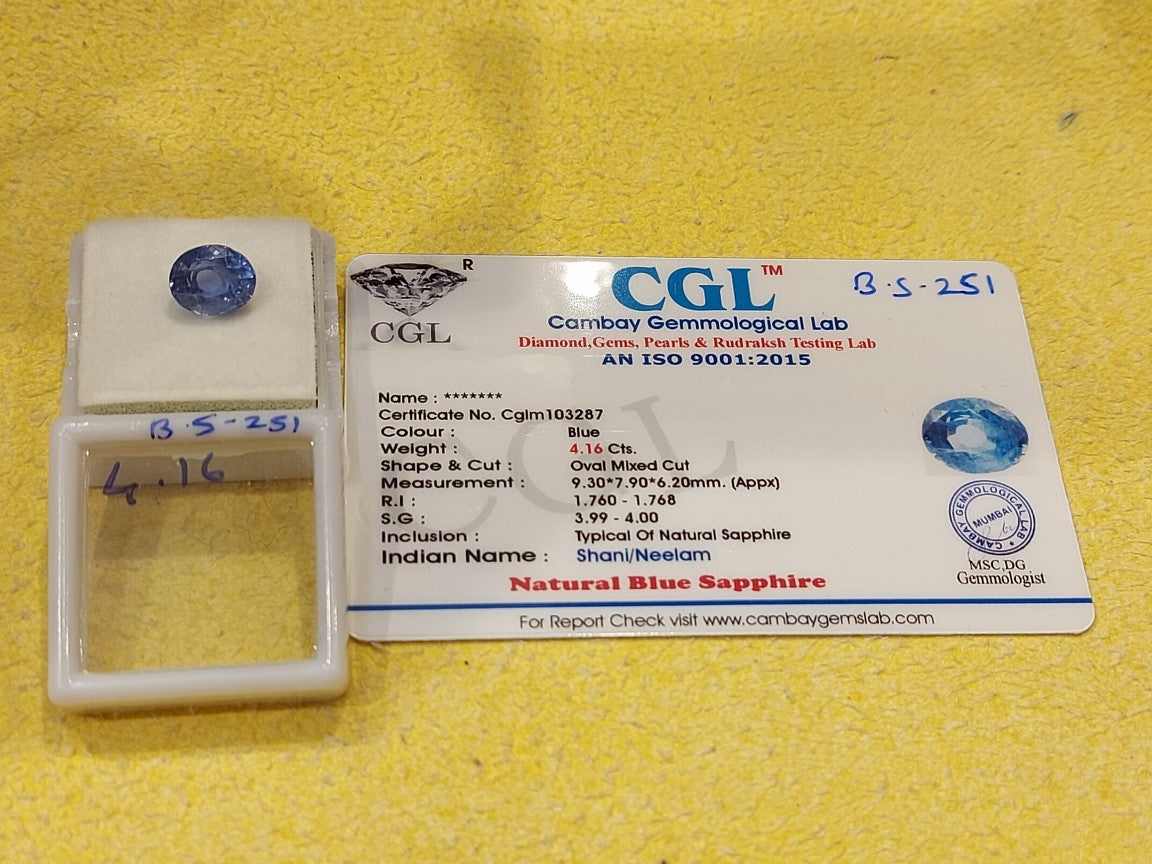 B.S-251
4.16
R
CGL
CGL™
B.S-251
Cambay Gemmological Lab
Diamond,Gems, Pearls & Rudraksh Testing Lab
AN ISO 9001:2015
Name : *******
Certificate No. Cglm103287
Colour : Blue
Weight : 4.16 Cts.
Shape & Cut : Oval Mixed Cut
Measurement : 9.30*7.90*6.20mm. (Appx)
R.I : 1.760 - 1.768
S.G : 3.99 - 4.00
Inclusion : Typical Of Natural Sapphire
Indian Name : Shani/Neelam
Natural Blue Sapphire
CAMBAY GEMMOLOGICAL LAB
MUMBAI
MSC,DG
Gemmologist
For Report Check visit www.cambaygemslab.com
CGL